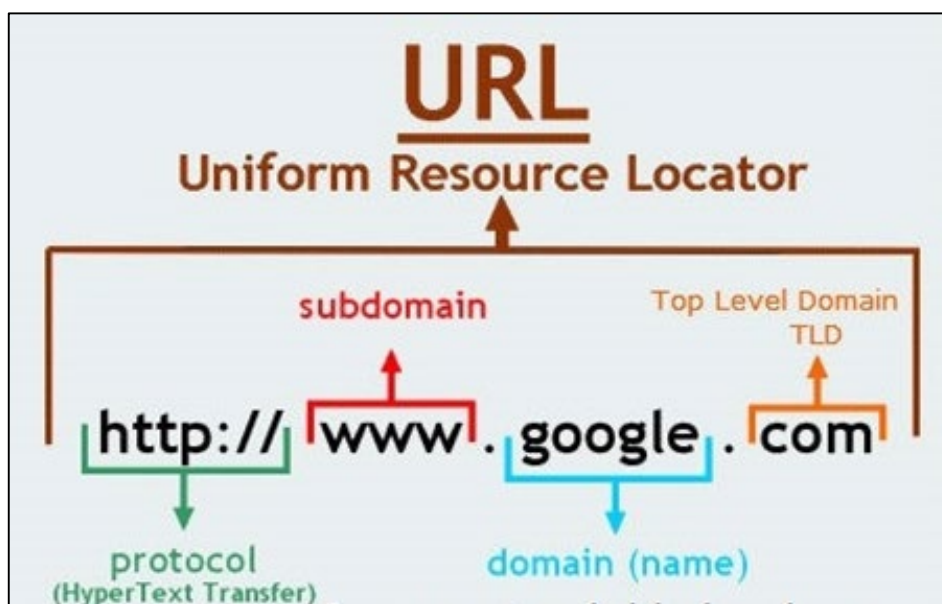 URL
Uniform Resource Locator
subdomain
Top Level Domain
TLD
http:// www . google . com
protocol
(HyperText Transfer)
domain (name)